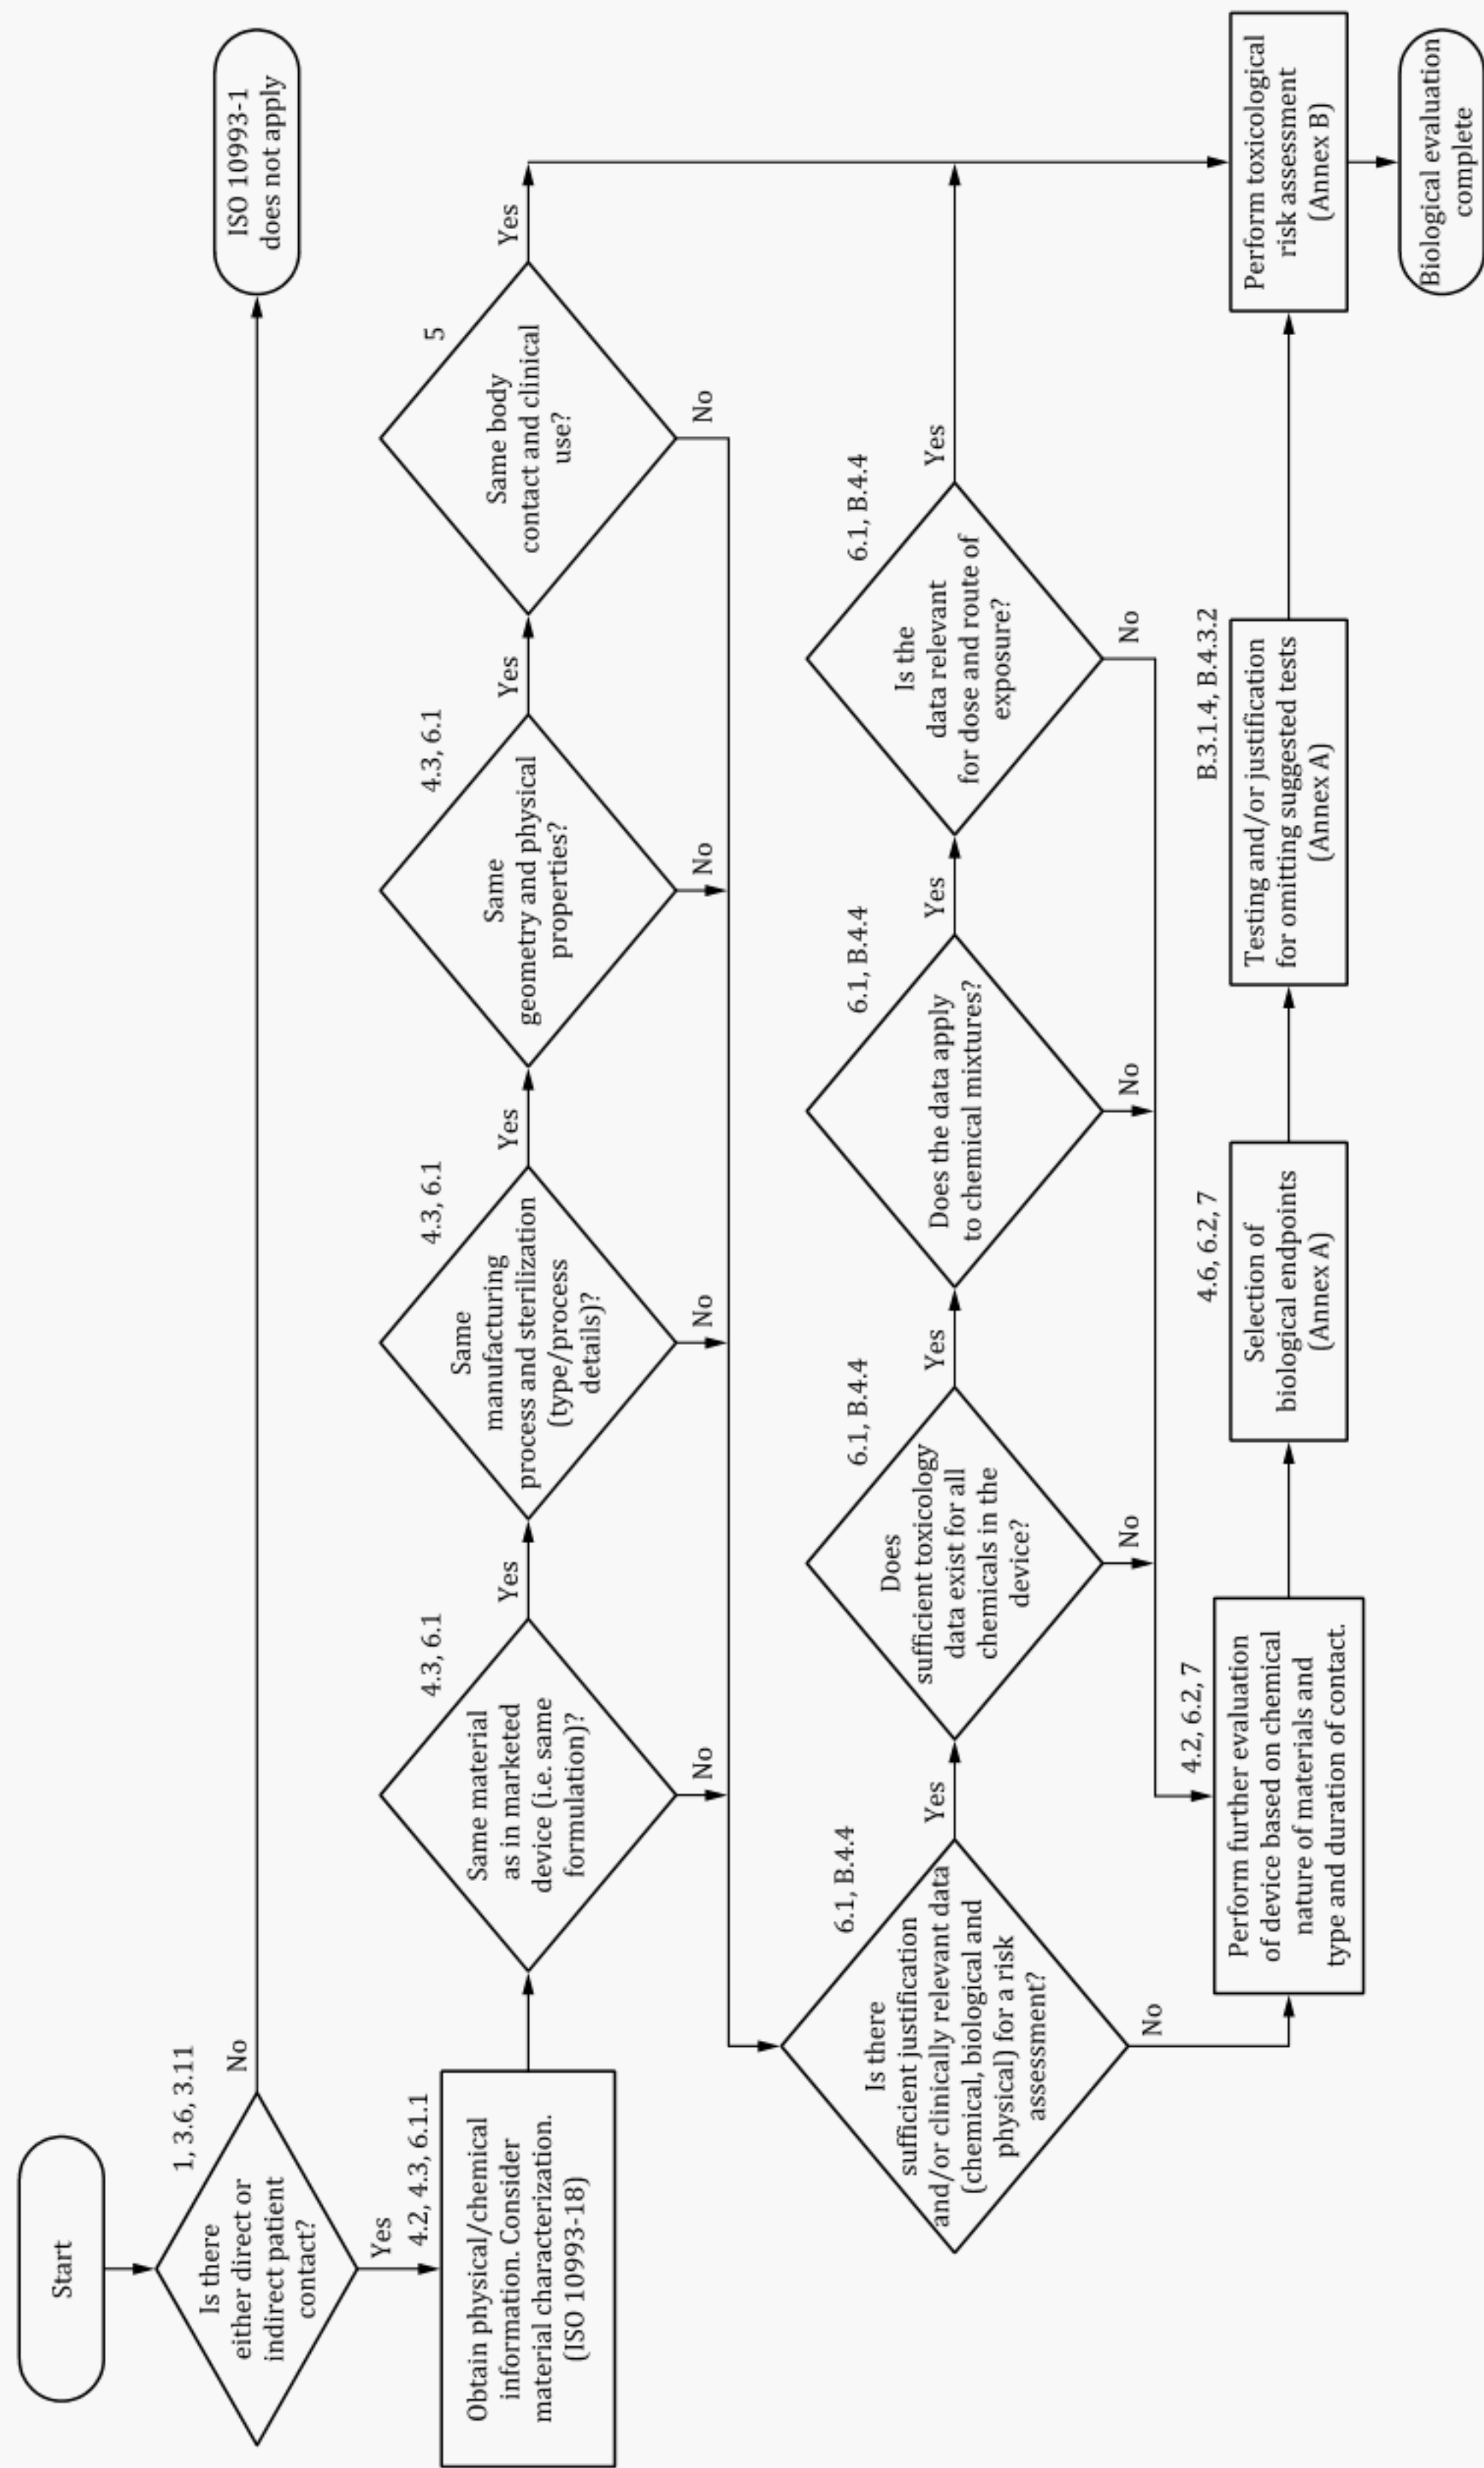 Start
1, 3.6, 3.11
Is there
either direct or
indirect patient
contact?
No
ISO 10993-1
does not apply
Yes
4.2, 4.3, 6.1.1
Obtain physical/chemical
information. Consider
material characterization.
(ISO 10993-18)
4.3, 6.1
Same material
as in marketed
device (i.e. same
formulation)?
Yes
No
4.3, 6.1
Same
manufacturing
process and sterilization
(type/process
details)?
Yes
No
4.3, 6.1
Same
geometry and physical
properties?
Yes
No
5
Same body
contact and clinical
use?
Yes
No
6.1, B.4.4
Is there
sufficient justification
and/or clinically relevant data
(chemical, biological and
physical) for a risk
assessment?
Yes
No
6.1, B.4.4
Does
sufficient toxicology
data exist for all
chemicals in the
device?
Yes
No
6.1, B.4.4
Does the data apply
to chemical mixtures?
Yes
No
6.1, B.4.4
Is the
data relevant
for dose and route of
exposure?
Yes
No
4.2, 6.2, 7
Perform further evaluation
of device based on chemical
nature of materials and
type and duration of contact.
4.6, 6.2, 7
Selection of
biological endpoints
(Annex A)
B.3.1.4, B.4.3.2
Testing and/or justification
for omitting suggested tests
(Annex A)
Perform toxicological
risk assessment
(Annex B)
Biological evaluation
complete